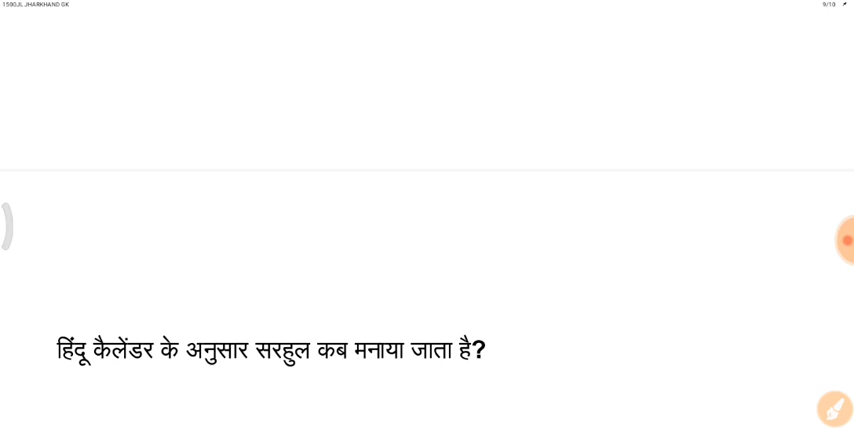 1500JL JHARKHAND GK 9/10
हिंदू कैलेंडर के अनुसार सरहुल कब मनाया जाता है?